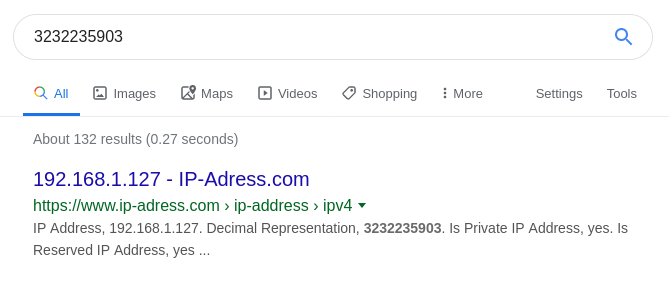 3232235903
All Images Maps Videos Shopping More Settings Tools
About 132 results (0.27 seconds)
192.168.1.127 - IP-Adress.com
https://www.ip-adress.com › ip-address › ipv4
IP Address, 192.168.1.127. Decimal Representation, 3232235903. Is Private IP Address, yes. Is
Reserved IP Address, yes ...